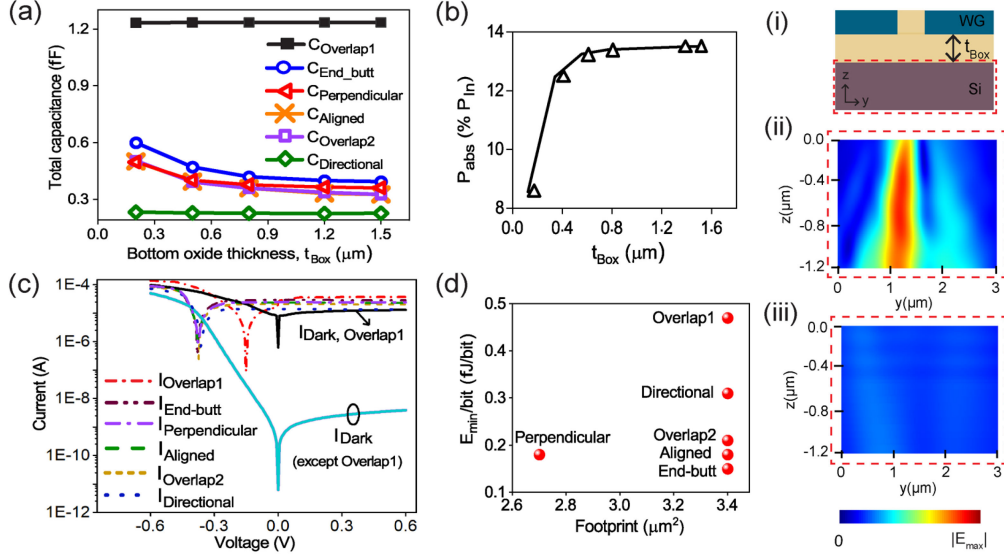 (a)
Total capacitance (fF)
1.2
0.9
0.6
0.3
C_Overlap1
C_End_butt
C_Perpendicular
C_Aligned
C_Overlap2
C_Directional
0.0 0.3 0.6 0.9 1.2 1.5
Bottom oxide thickness, t_Box (μm)
(b)
P_abs (% P_In)
14
12
10
8
0.0 0.4 0.8 1.2 1.6
t_Box (μm)
(c)
Current (A)
1E-4
1E-6
1E-8
1E-10
1E-12
I_Dark, Overlap1
I_Overlap1
I_End-butt
I_Perpendicular
I_Aligned
I_Overlap2
I_Directional
I_Dark
(except Overlap1)
-0.6 -0.3 0.0 0.3 0.6
Voltage (V)
(d)
E_min/bit (fJ/bit)
0.5
0.4
0.3
0.2
0.1
Overlap1
Directional
Perpendicular
Overlap2
Aligned
End-butt
2.6 2.8 3.0 3.2 3.4
Footprint (μm²)
(i)
WG
t_Box
z
y
Si
(ii)
z(μm)
0.0
-0.4
-0.8
-1.2
0 1 2 3
y(μm)
(iii)
z(μm)
0.0
-0.4
-0.8
-1.2
0 1 2 3
y(μm)
0 |E_max|